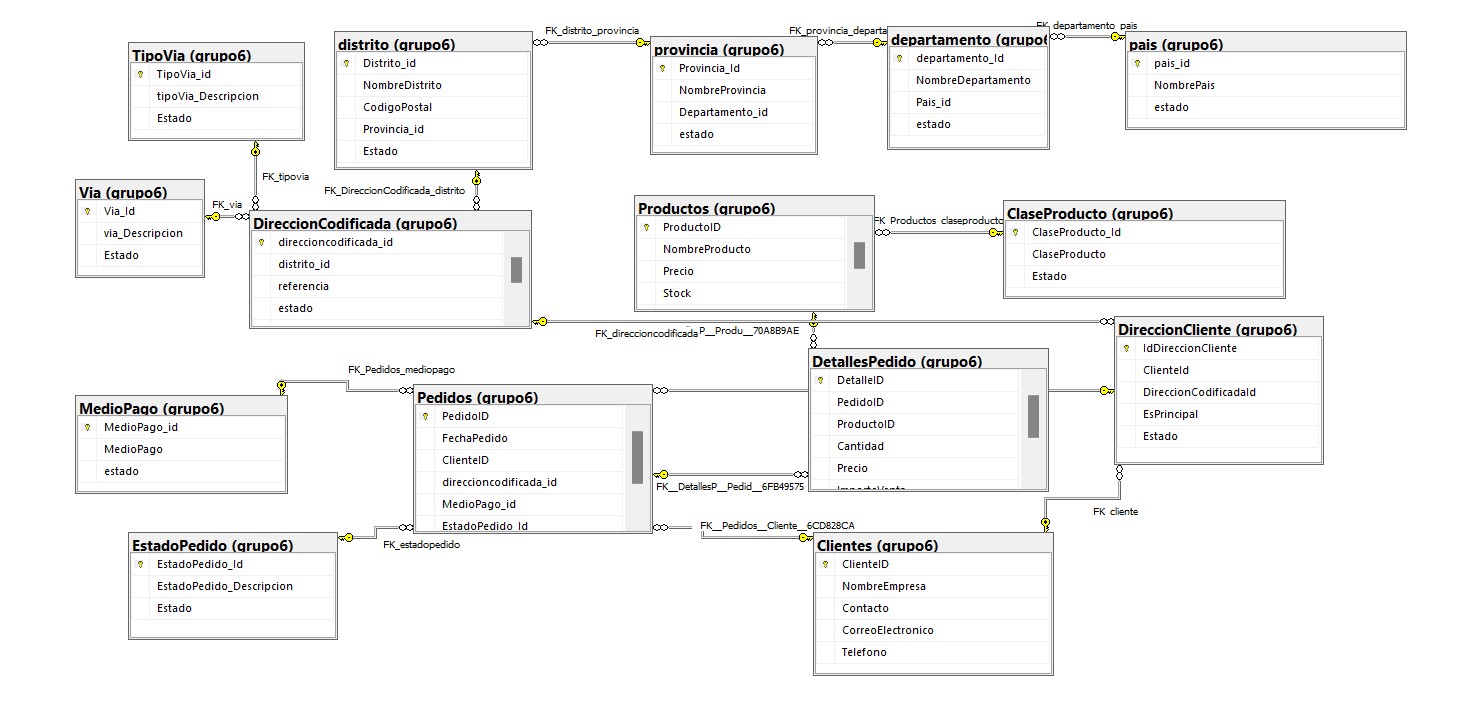 FK_distrito_provincia
FK_provincia_departa
FK_departamento_pais
TipoVia (grupo6)
TipoVia_id
tipoVia_Descripcion
Estado
distrito (grupo6)
Distrito_id
NombreDistrito
CodigoPostal
Provincia_id
Estado
provincia (grupo6)
Provincia_Id
NombreProvincia
Departamento_id
estado
departamento (grupo6
departamento_Id
NombreDepartamento
Pais_id
estado
pais (grupo6)
pais_id
NombrePais
estado
FK_tipovia
FK_DireccionCodificada_distrito
Via (grupo6)
Via_Id
via_Descripcion
Estado
FK_via
DireccionCodificada (grupo6)
direccioncodificada_id
distrito_id
referencia
estado
Productos (grupo6)
ProductoID
NombreProducto
Precio
Stock
FK_Productos_claseproducto
ClaseProducto (grupo6)
ClaseProducto_Id
ClaseProducto
Estado
FK_direccioncodificada
P__Produ__70A8B9AE
DireccionCliente (grupo6)
IdDireccionCliente
ClienteId
DireccionCodificadaId
EsPrincipal
Estado
FK_Pedidos_mediopago
MedioPago (grupo6)
MedioPago_id
MedioPago
estado
Pedidos (grupo6)
PedidoID
FechaPedido
ClienteID
direccioncodificada_id
MedioPago_id
EstadoPedido_Id
DetallesPedido (grupo6)
DetalleID
PedidoID
ProductoID
Cantidad
Precio
ImporteVenta
FK__DetallesP__Pedid__6FB49575
FK__Pedidos__Cliente__6CD828CA
FK_cliente
FK_estadopedido
EstadoPedido (grupo6)
EstadoPedido_Id
EstadoPedido_Descripcion
Estado
Clientes (grupo6)
ClienteID
NombreEmpresa
Contacto
CorreoElectronico
Telefono